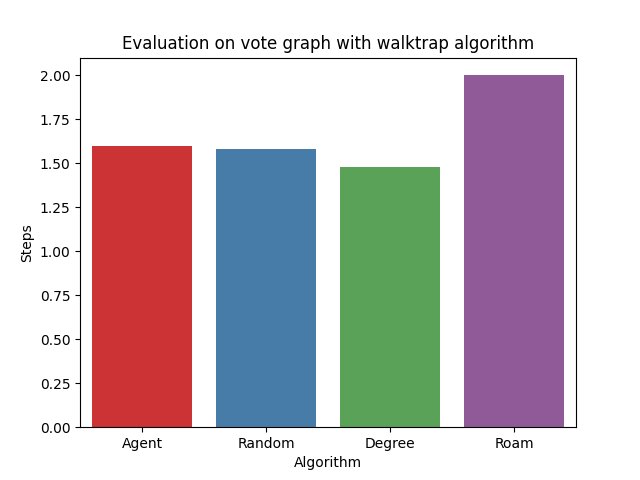 Evaluation on vote graph with walktrap algorithm
2.00
1.75
1.50
1.25
1.00
0.75
0.50
0.25
0.00
Steps
Agent Random Degree Roam
Algorithm